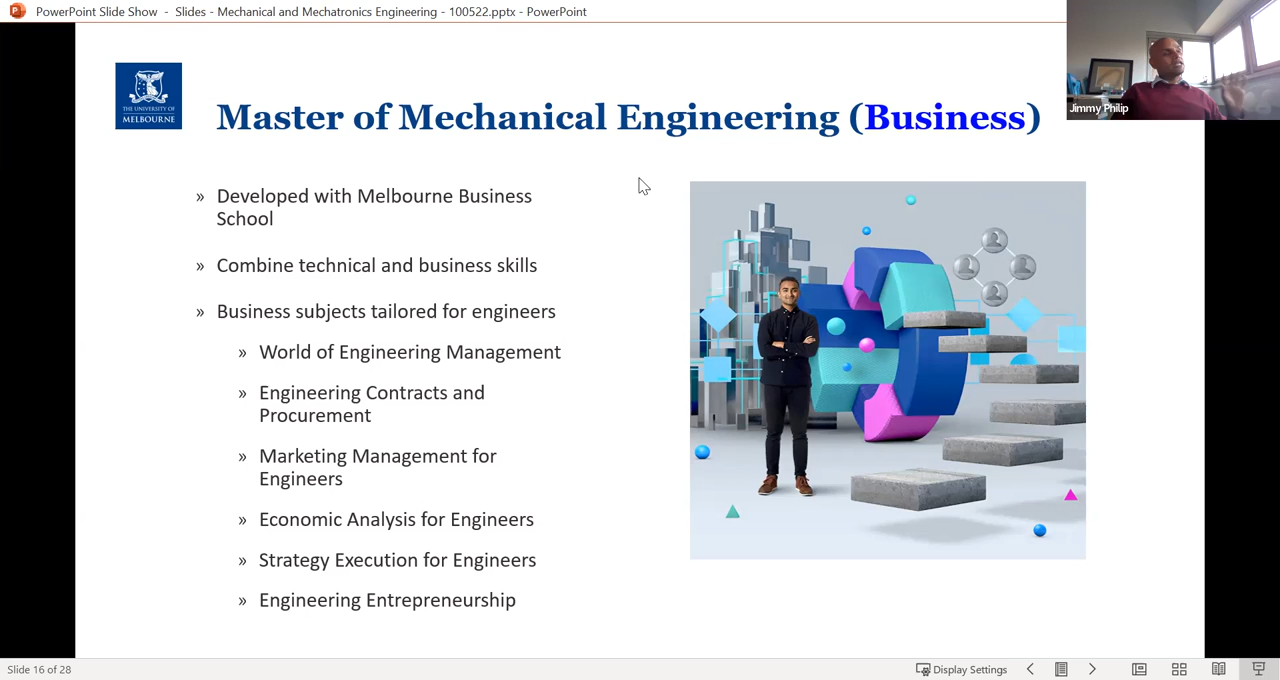 PowerPoint Slide Show - Slides - Mechanical and Mechatronics Engineering - 100522.pptx - PowerPoint
Jimmy Philip
THE UNIVERSITY OF
MELBOURNE
Master of Mechanical Engineering (Business)
» Developed with Melbourne Business
School
» Combine technical and business skills
» Business subjects tailored for engineers
» World of Engineering Management
» Engineering Contracts and
Procurement
» Marketing Management for
Engineers
» Economic Analysis for Engineers
» Strategy Execution for Engineers
» Engineering Entrepreneurship
Slide 16 of 28
Display Settings